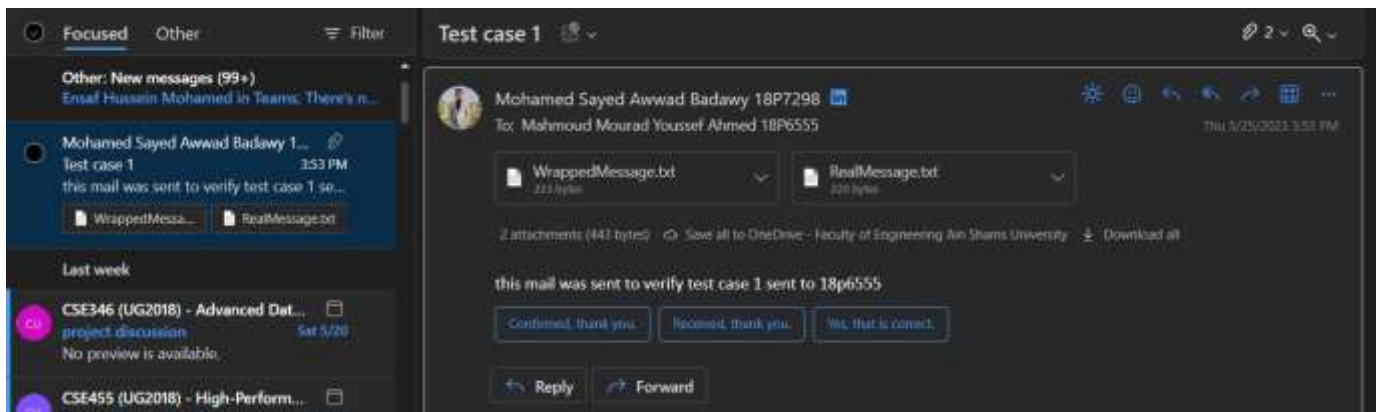 Focused Other Filter
Other: New messages (99+)
Ensaf Hussein Mohamed in Teams: There's n...
Mohamed Sayed Awwad Badawy 1...
Test case 1 3:53 PM
this mail was sent to verify test case 1 se...
WrappedMessa... RealMessage.txt
Last week
CSE346 (UG2018) - Advanced Dat...
CU
project discussion Sat 5/20
No preview is available.
CSE455 (UG2018) - High-Perform...
Test case 1
2
Mohamed Sayed Awwad Badawy 18P7298
To: Mahmoud Mourad Youssef Ahmed 18P6555
Thu 5/25/2023 3:53 PM
WrappedMessage.txt RealMessage.txt
bytes bytes
2 attachments (443 bytes) Save all to OneDrive - Faculty of Engineering Ain Shams University Download all
this mail was sent to verify test case 1 sent to 18p6555
Confirmed, thank you. Received, thank you. Yes, that is correct.
Reply Forward